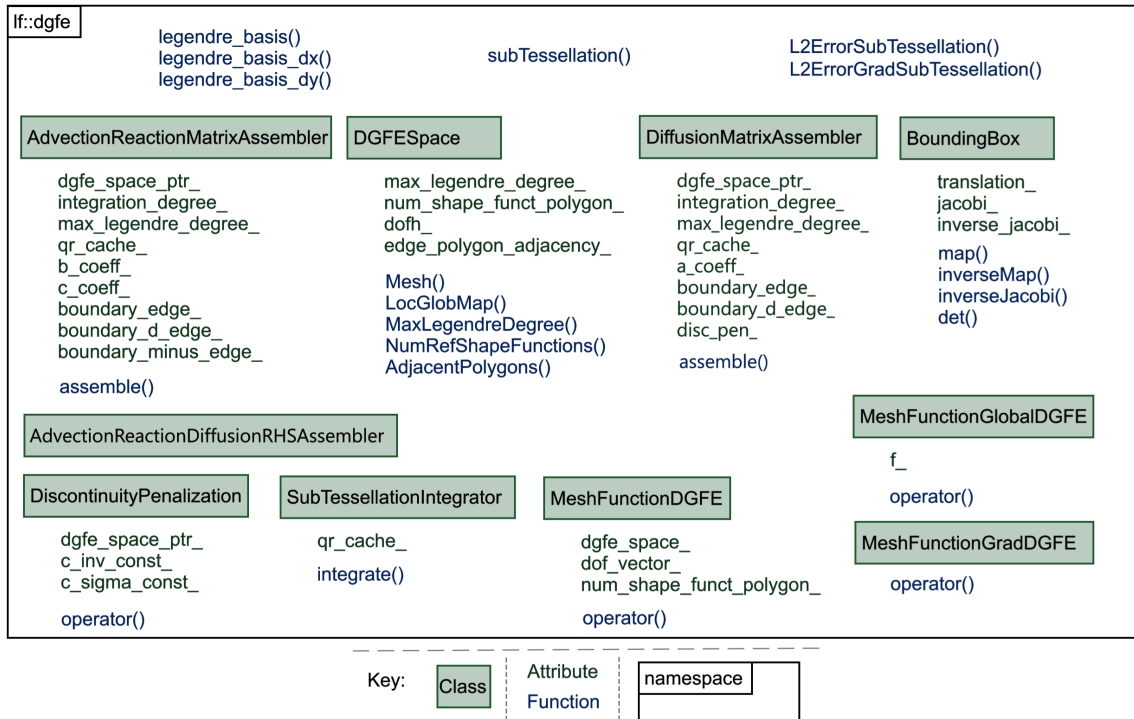 lf::dgfe
legendre_basis()
legendre_basis_dx()
legendre_basis_dy()
subTessellation()
L2ErrorSubTessellation()
L2ErrorGradSubTessellation()
AdvectionReactionMatrixAssembler
dgfe_space_ptr_
integration_degree_
max_legendre_degree_
qr_cache_
b_coeff_
c_coeff_
boundary_edge_
boundary_d_edge_
boundary_minus_edge_
assemble()
DGFESpace
max_legendre_degree_
num_shape_funct_polygon_
dofh_
edge_polygon_adjacency_
Mesh()
LocGlobMap()
MaxLegendreDegree()
NumRefShapeFunctions()
AdjacentPolygons()
DiffusionMatrixAssembler
dgfe_space_ptr_
integration_degree_
max_legendre_degree_
qr_cache_
a_coeff_
boundary_edge_
boundary_d_edge_
disc_pen_
assemble()
BoundingBox
translation_
jacobi_
inverse_jacobi_
map()
inverseMap()
inverseJacobi()
det()
AdvectionReactionDiffusionRHSAssembler
MeshFunctionGlobalDGFE
f_
operator()
DiscontinuityPenalization
dgfe_space_ptr_
c_inv_const_
c_sigma_const_
operator()
SubTessellationIntegrator
qr_cache_
integrate()
MeshFunctionDGFE
dgfe_space_
dof_vector_
num_shape_funct_polygon_
operator()
MeshFunctionGradDGFE
operator()
Key:
Class
Attribute
Function
namespace